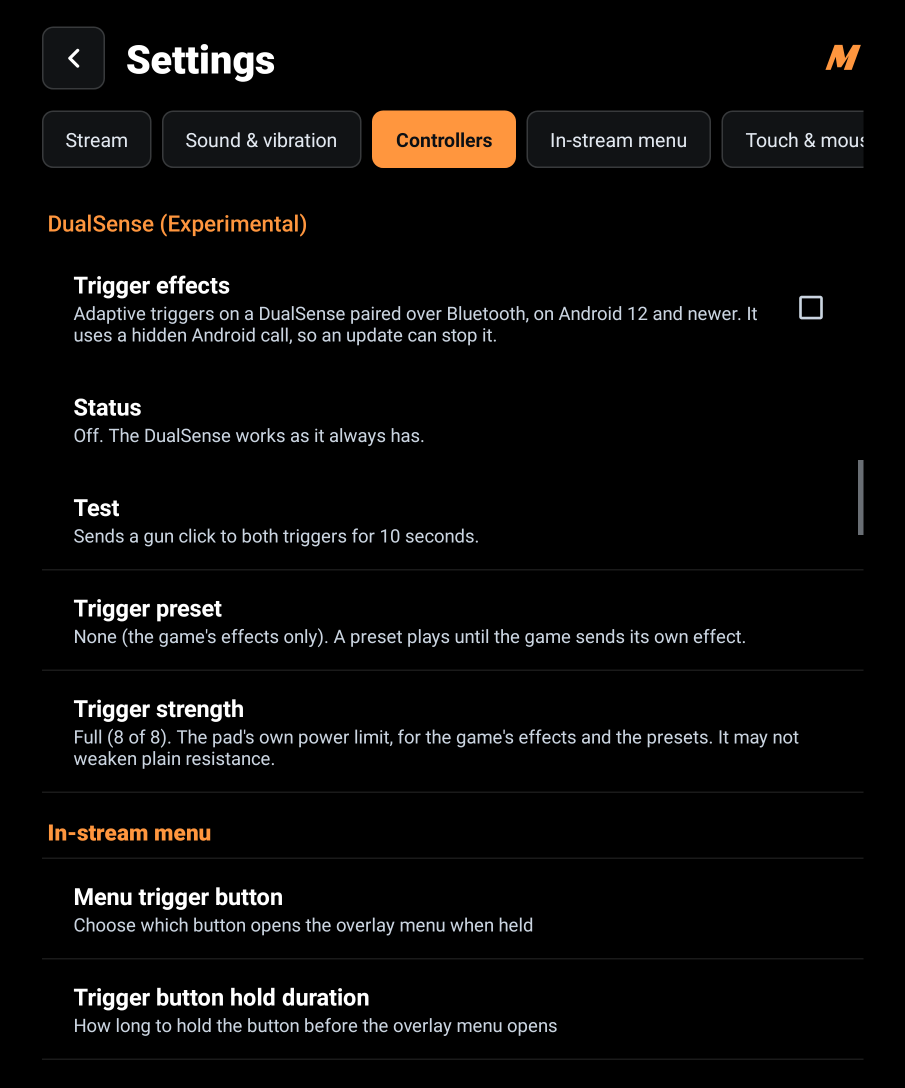 Settings
M
Stream
Sound & vibration
Controllers
In-stream menu
Touch & mous
DualSense (Experimental)
Trigger effects
Adaptive triggers on a DualSense paired over Bluetooth, on Android 12 and newer. It
uses a hidden Android call, so an update can stop it.
Status
Off. The DualSense works as it always has.
Test
Sends a gun click to both triggers for 10 seconds.
Trigger preset
None (the game's effects only). A preset plays until the game sends its own effect.
Trigger strength
Full (8 of 8). The pad's own power limit, for the game's effects and the presets. It may not
weaken plain resistance.
In-stream menu
Menu trigger button
Choose which button opens the overlay menu when held
Trigger button hold duration
How long to hold the button before the overlay menu opens